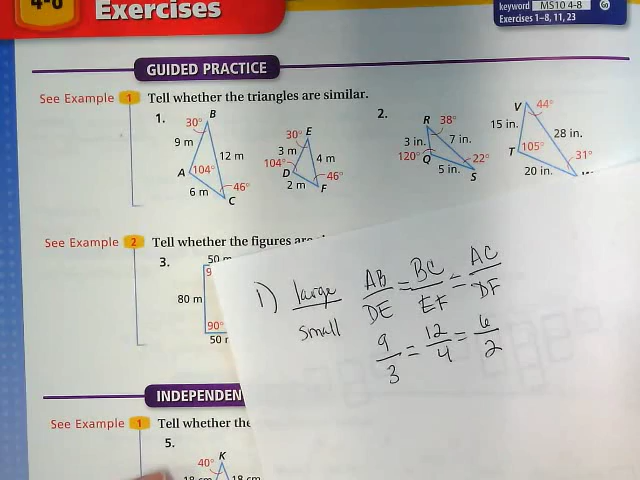 4-8 Exercises
keyword MS10 4-8 Go
Exercises 1–8, 11, 23
GUIDED PRACTICE
See Example 1 Tell whether the triangles are similar.
1.
B
30°
9 m
12 m
A 104°
46°
6 m
C
30° E
3 m
104°
4 m
D
46°
2 m F
2.
R 38°
3 in.
7 in.
120° Q
22°
5 in. S
V 44°
15 in.
28 in.
T 105°
31°
20 in.
See Example 2 Tell whether the figures are
3.
50 m
9
80 m
90°
50
1) large AB = BC = AC
small DE EF DF
9 = 12 = 6
3 4 2
INDEPENDEN
See Example 1 Tell whether the
5.
K
40°
18 cm 18 cm